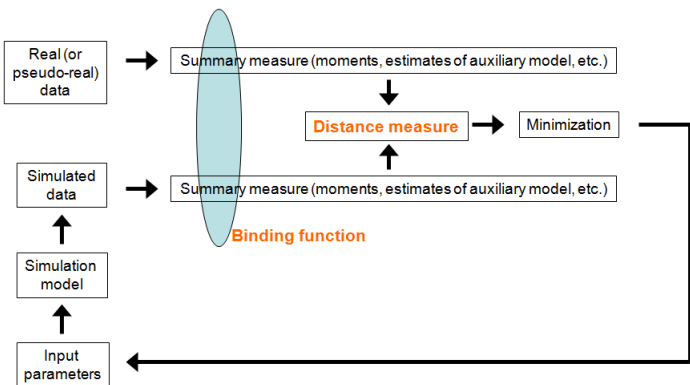 Real (or
pseudo-real)
data
Summary measure (moments, estimates of auxiliary model, etc.)
Distance measure
Minimization
Simulated
data
Summary measure (moments, estimates of auxiliary model, etc.)
Binding function
Simulation
model
Input
parameters